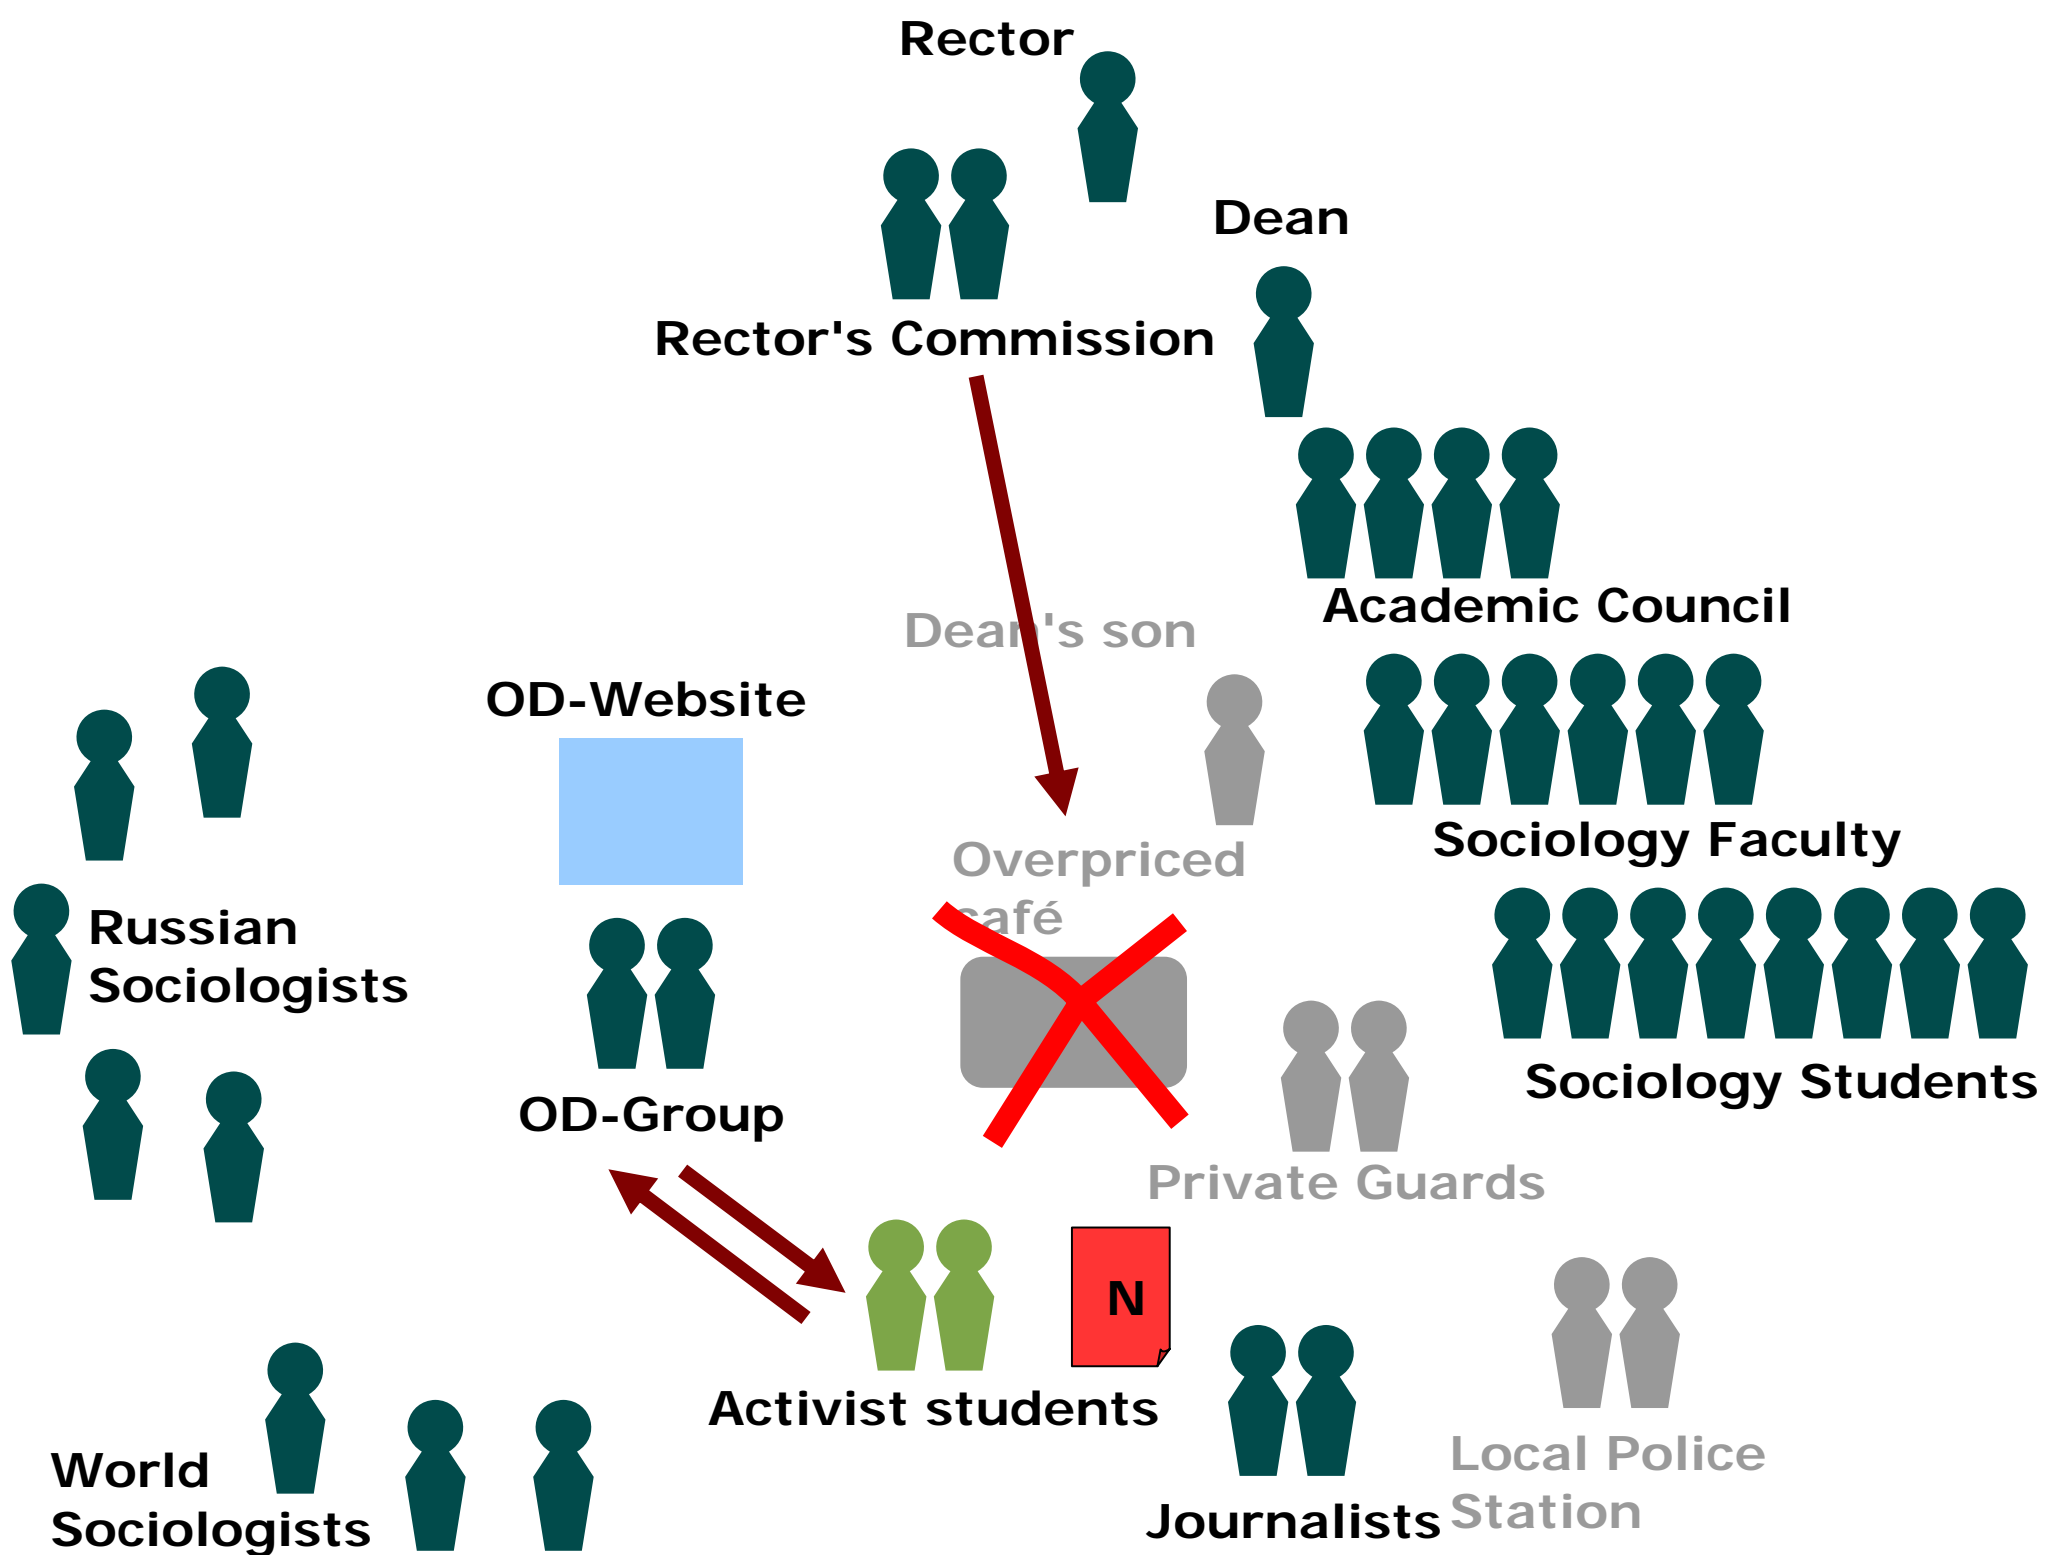 Rector
Dean
Rector's Commission
Academic Council
Dean's son
OD-Website
Sociology Faculty
Overpriced
café
Russian
Sociologists
Sociology Students
OD-Group
Private Guards
N
Activist students
World
Sociologists
Journalists
Local Police
Station